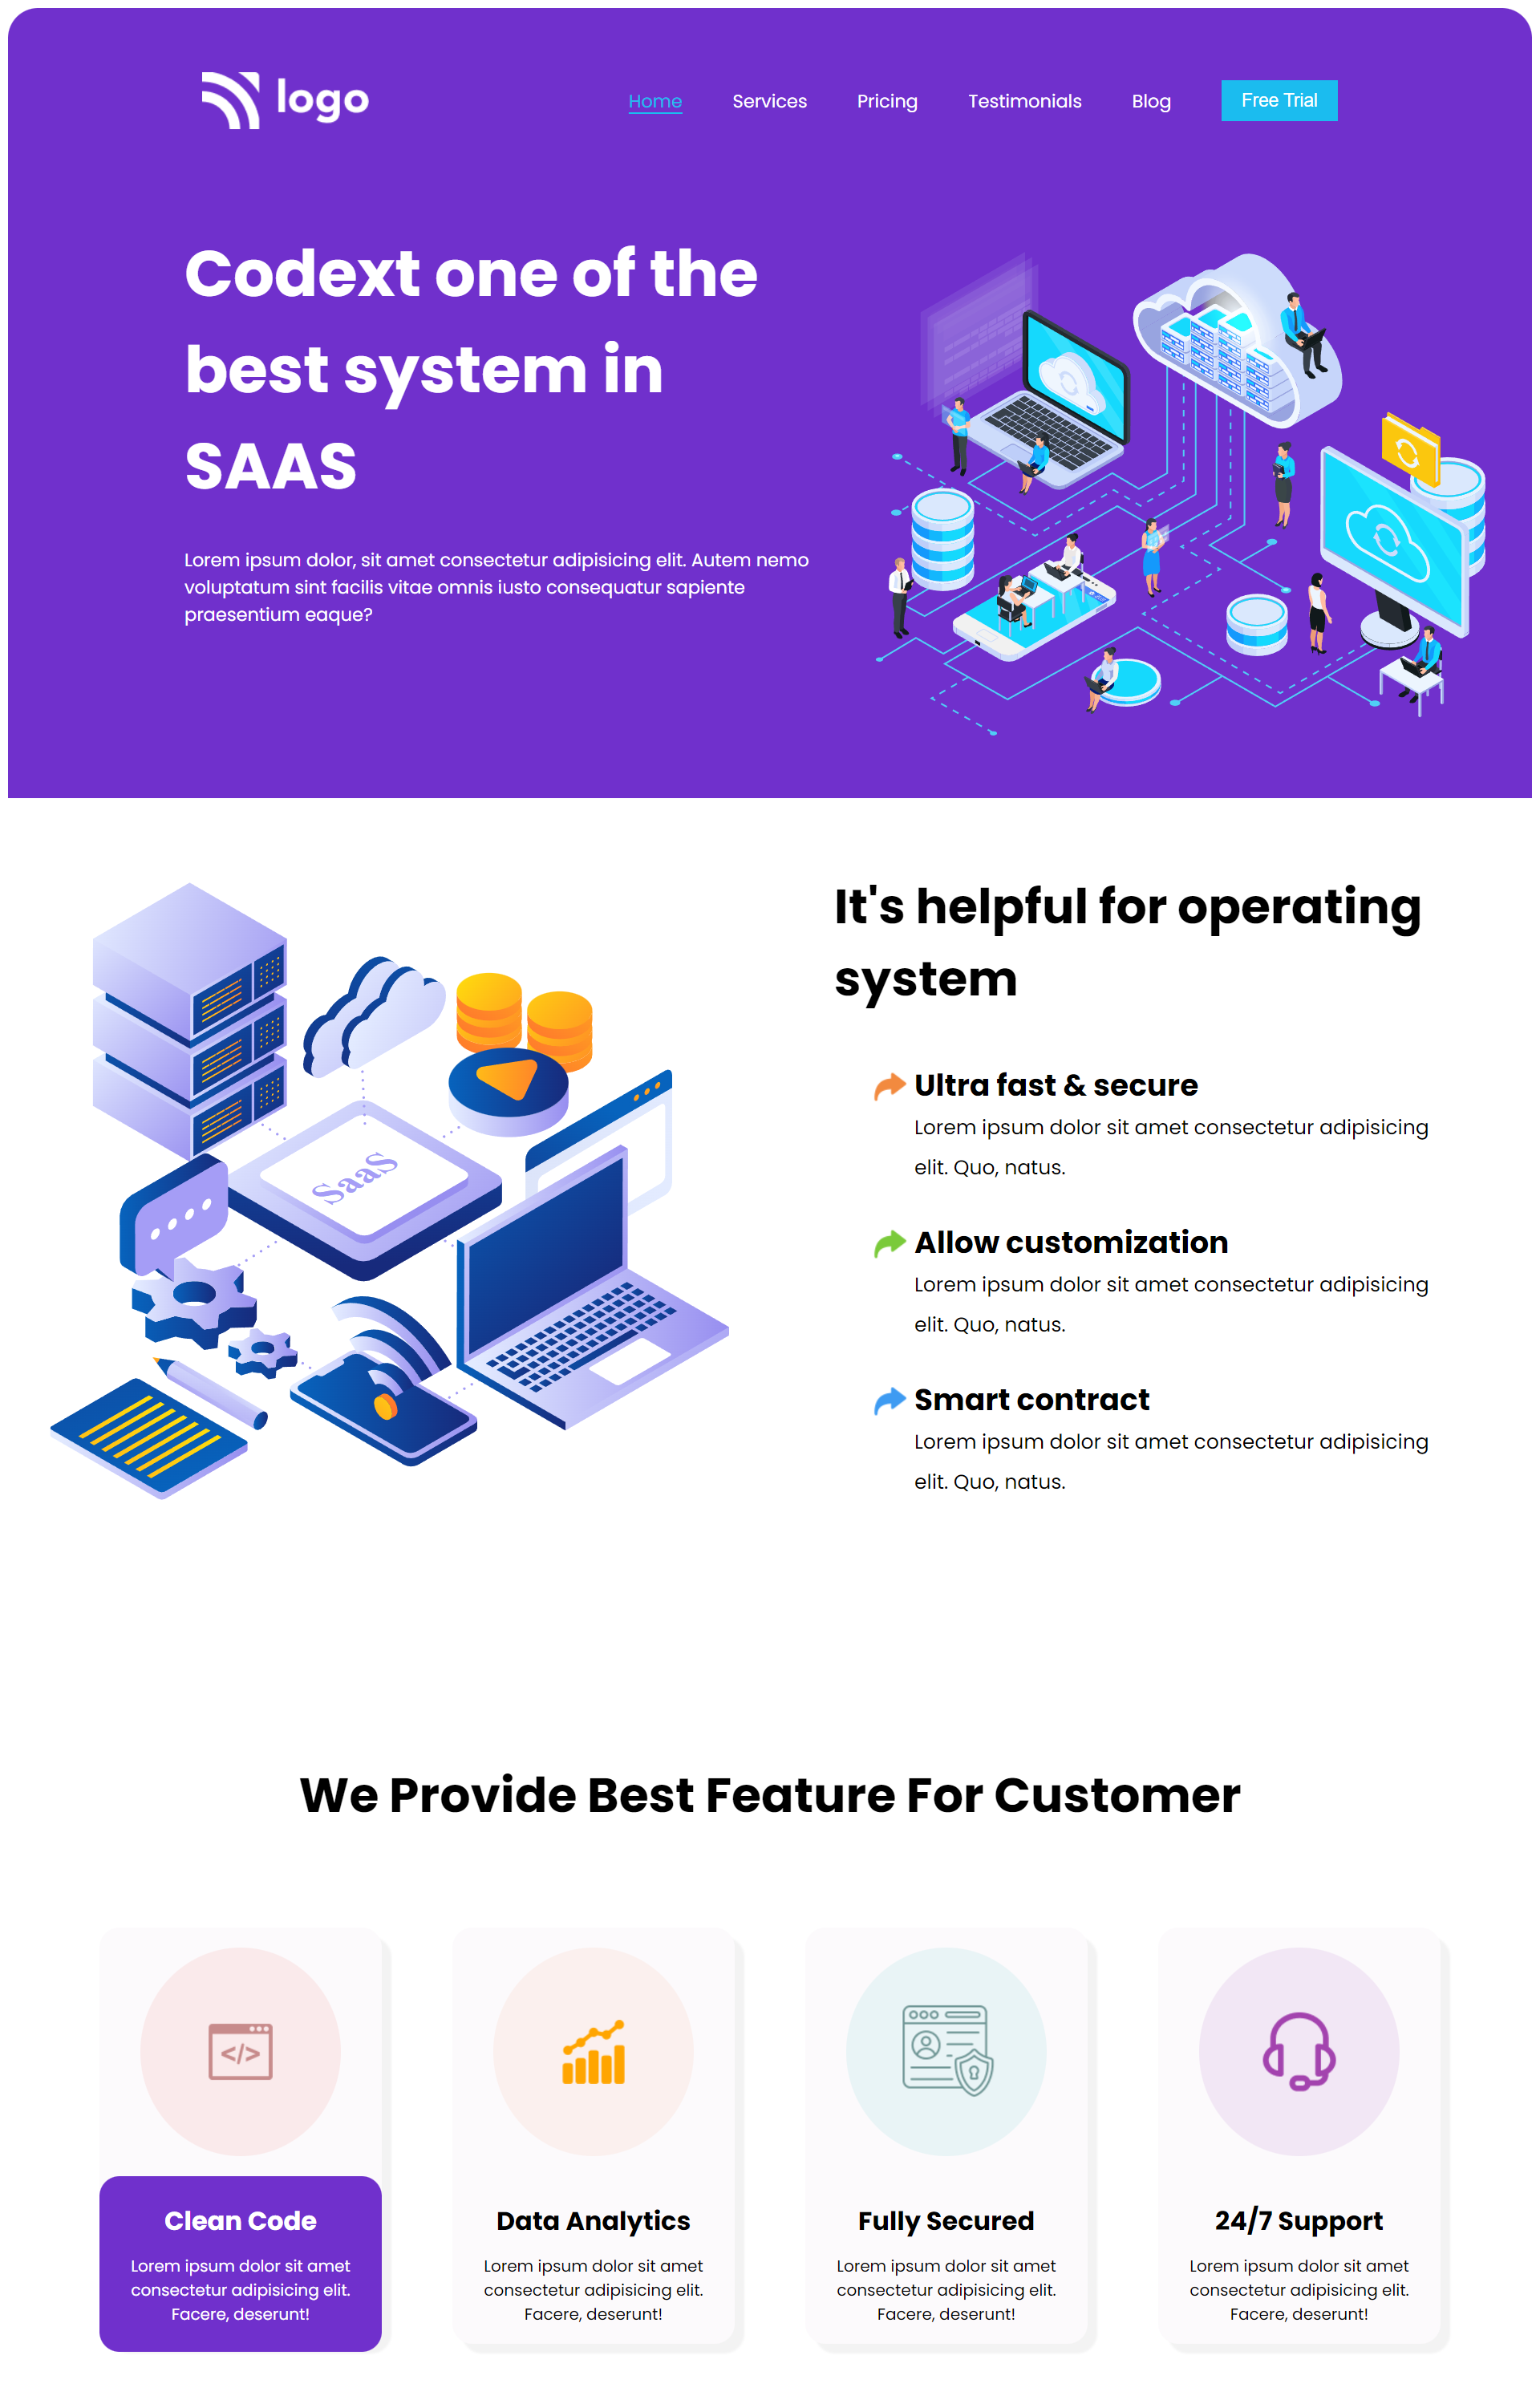 logo
Home Services Pricing Testimonials Blog Free Trial
Codext one of the
best system in
SAAS
Lorem ipsum dolor, sit amet consectetur adipisicing elit. Autem nemo
voluptatum sint facilis vitae omnis iusto consequatur sapiente
praesentium eaque?
It's helpful for operating
system
Ultra fast & secure
Lorem ipsum dolor sit amet consectetur adipisicing
elit. Quo, natus.
Allow customization
Lorem ipsum dolor sit amet consectetur adipisicing
elit. Quo, natus.
Smart contract
Lorem ipsum dolor sit amet consectetur adipisicing
elit. Quo, natus.
SaaS
We Provide Best Feature For Customer
</>
Clean Code
Lorem ipsum dolor sit amet
consectetur adipisicing elit.
Facere, deserunt!
Data Analytics
Lorem ipsum dolor sit amet
consectetur adipisicing elit.
Facere, deserunt!
Fully Secured
Lorem ipsum dolor sit amet
consectetur adipisicing elit.
Facere, deserunt!
24/7 Support
Lorem ipsum dolor sit amet
consectetur adipisicing elit.
Facere, deserunt!